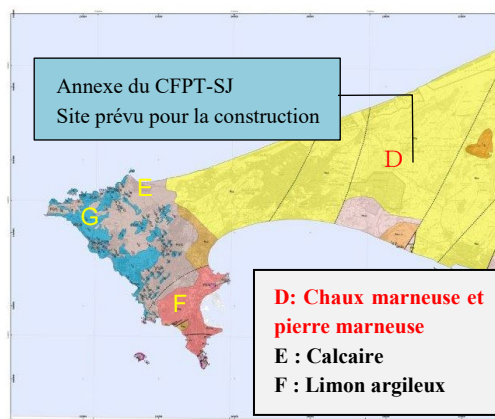 Annexe du CFPT-SJ
Site prévu pour la construction
D
E
G
F
D: Chaux marneuse et
pierre marneuse
E : Calcaire
F : Limon argileux